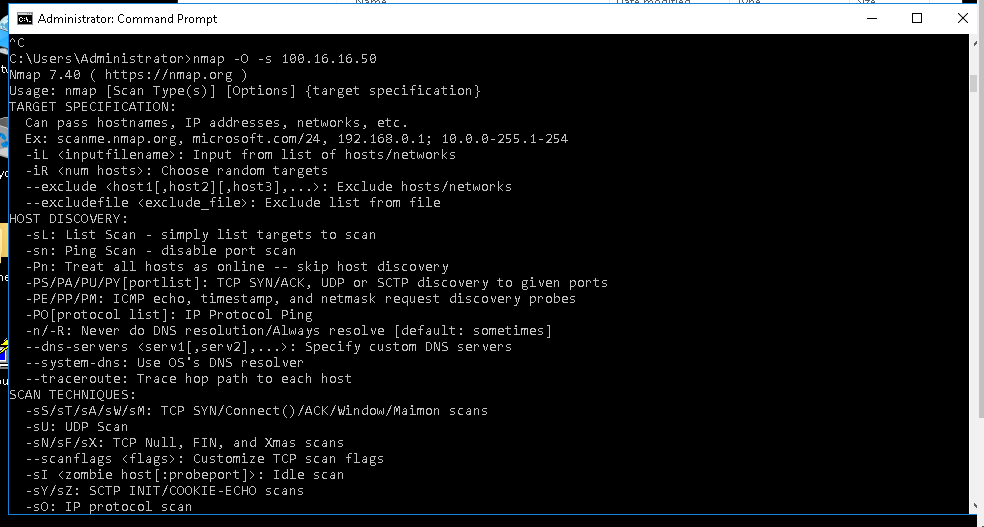 Name Date modified Type Size
Administrator: Command Prompt
^C
C:\Users\Administrator>nmap -O -s 100.16.16.50
Nmap 7.40 ( https://nmap.org )
Usage: nmap [Scan Type(s)] [Options] {target specification}
TARGET SPECIFICATION:
  Can pass hostnames, IP addresses, networks, etc.
  Ex: scanme.nmap.org, microsoft.com/24, 192.168.0.1; 10.0.0-255.1-254
  -iL <inputfilename>: Input from list of hosts/networks
  -iR <num hosts>: Choose random targets
  --exclude <host1[,host2][,host3],...>: Exclude hosts/networks
  --excludefile <exclude_file>: Exclude list from file
HOST DISCOVERY:
  -sL: List Scan - simply list targets to scan
  -sn: Ping Scan - disable port scan
  -Pn: Treat all hosts as online -- skip host discovery
  -PS/PA/PU/PY[portlist]: TCP SYN/ACK, UDP or SCTP discovery to given ports
  -PE/PP/PM: ICMP echo, timestamp, and netmask request discovery probes
  -PO[protocol list]: IP Protocol Ping
  -n/-R: Never do DNS resolution/Always resolve [default: sometimes]
  --dns-servers <serv1[,serv2],...>: Specify custom DNS servers
  --system-dns: Use OS's DNS resolver
  --traceroute: Trace hop path to each host
SCAN TECHNIQUES:
  -sS/sT/sA/sW/sM: TCP SYN/Connect()/ACK/Window/Maimon scans
  -sU: UDP Scan
  -sN/sF/sX: TCP Null, FIN, and Xmas scans
  --scanflags <flags>: Customize TCP scan flags
  -sI <zombie host[:probeport]>: Idle scan
  -sY/sZ: SCTP INIT/COOKIE-ECHO scans
  -sO: IP protocol scan